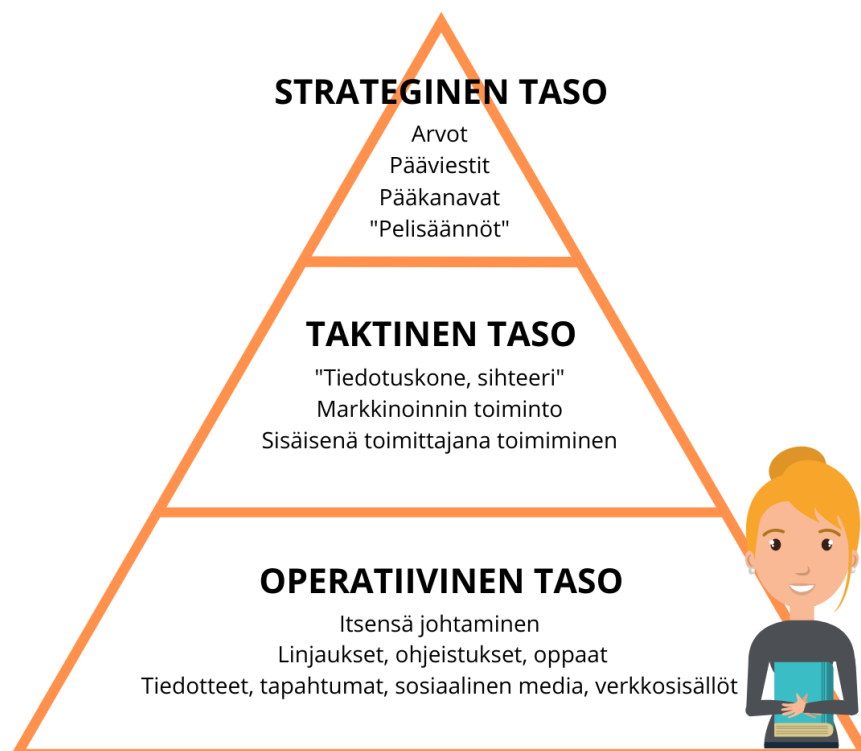 STRATEGINEN TASO
Arvot
Pääviestit
Pääkanavat
"Pelisäännöt"
TAKTINEN TASO
"Tiedotuskone, sihteeri"
Markkinoinnin toiminto
Sisäisenä toimittajana toimiminen
OPERATIIVINEN TASO
Itsensä johtaminen
Linjaukset, ohjeistukset, oppaat
Tiedotteet, tapahtumat, sosiaalinen media, verkkosisällöt